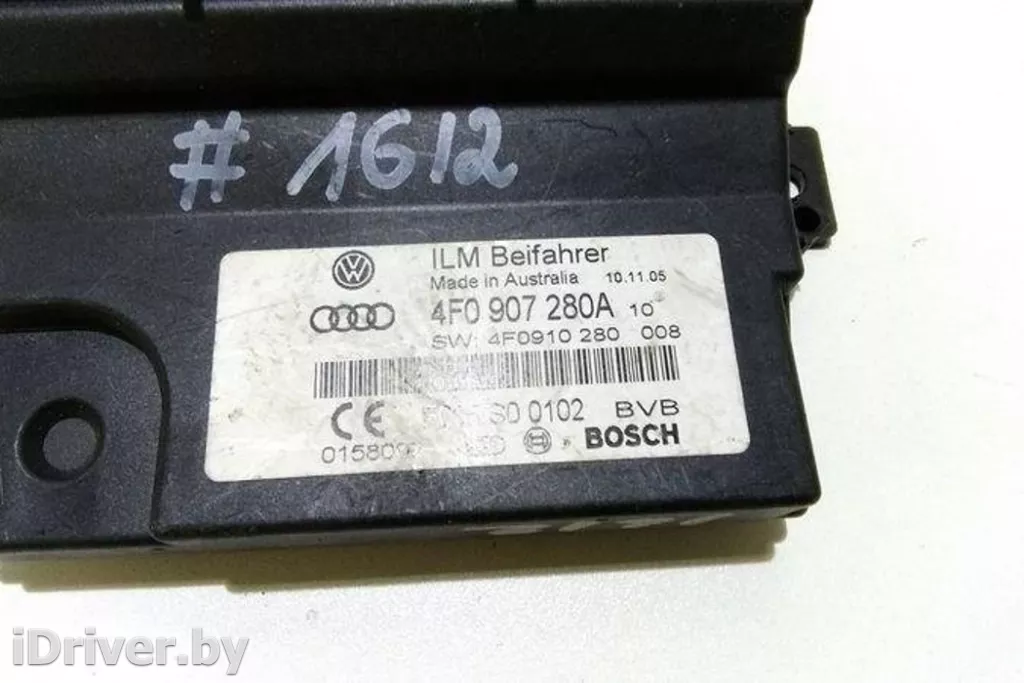 # 1612
ILM Beifahrer
Made in Australia 10.11.05
4F0 907 280A 10
SW: 4F0910 280 008
0102 BVB
BOSCH
iDriver.by